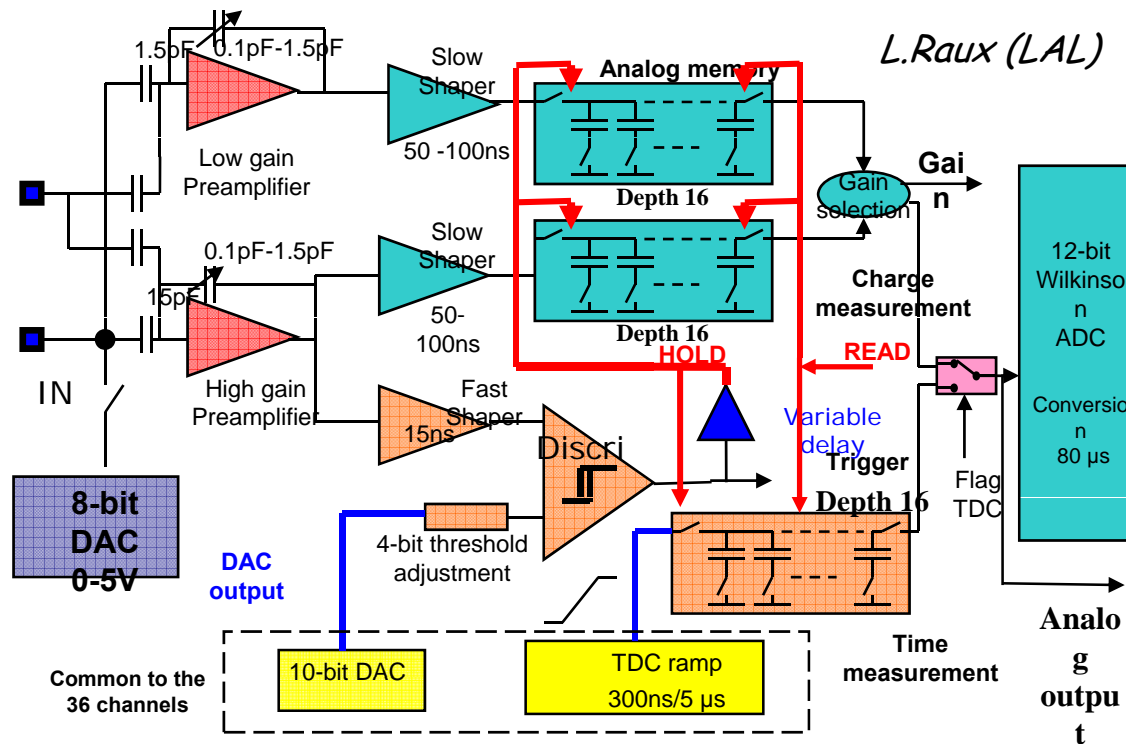 L.Raux (LAL)
1.5pF
0.1pF-1.5pF
Slow
Shaper
50 -100ns
Analog memory
Depth 16
Low gain
Preamplifier
Gai
n
Gain
selection
0.1pF-1.5pF
15pF
Slow
Shaper
50-
100ns
Depth 16
12-bit
Wilkinso
n
ADC
Conversio
n
80 µs
Charge
measurement
HOLD
READ
IN
High gain
Preamplifier
Fast
Shaper
15ns
Discri
Variable
delay
Trigger
Depth 16
Flag
TDC
8-bit
DAC
0-5V
4-bit threshold
adjustment
DAC
output
Common to the
36 channels
10-bit DAC
TDC ramp
300ns/5 µs
Time
measurement
Analo
g
outpu
t